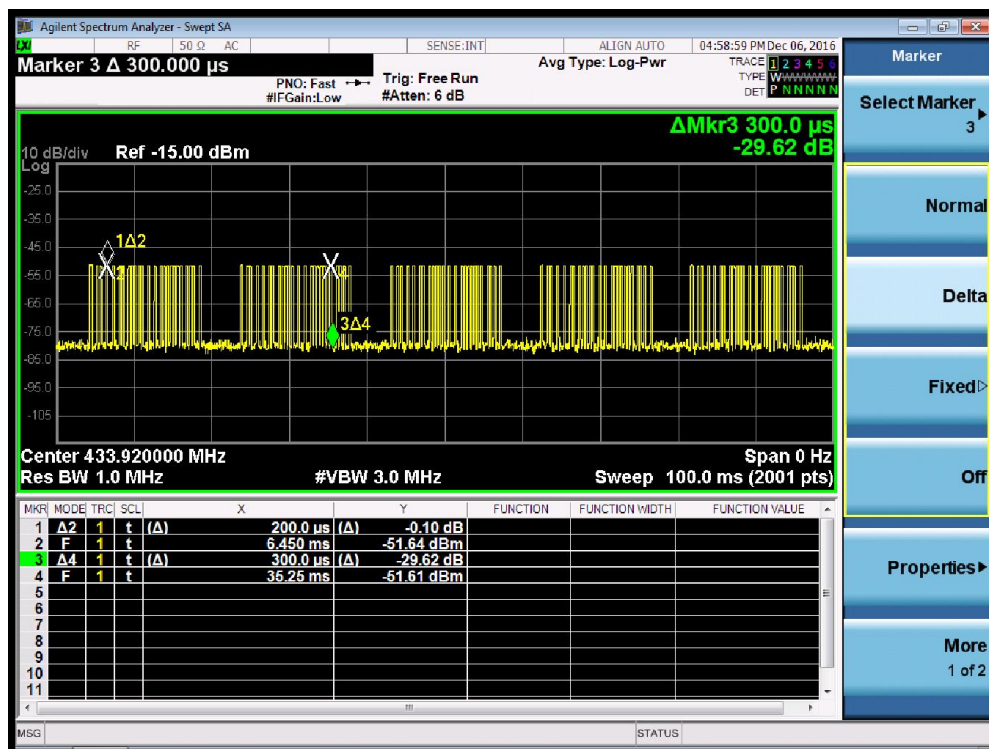 Agilent Spectrum Analyzer - Swept SA
LXI RF 50 Ω AC SENSE:INT ALIGN AUTO 04:58:59 PM Dec 06, 2016
Marker 3 Δ 300.000 µs
PNO: Fast
#IFGain:Low
Trig: Free Run
#Atten: 6 dB
Avg Type: Log-Pwr
TRACE 1 2 3 4 5 6
TYPE W
DET P N N N N N
ΔMkr3 300.0 µs
-29.62 dB
10 dB/div Ref -15.00 dBm
Log
-25.0
-35.0
-45.0
-55.0
-65.0
-75.0
-85.0
-95.0
-105
1Δ2
3Δ4
Center 433.920000 MHz Span 0 Hz
Res BW 1.0 MHz #VBW 3.0 MHz Sweep 100.0 ms (2001 pts)
MKR MODE TRC SCL X Y FUNCTION FUNCTION WIDTH FUNCTION VALUE
1 Δ2 1 t (Δ) 200.0 µs (Δ) -0.10 dB
2 F 1 t 6.450 ms -51.64 dBm
3 Δ4 1 t (Δ) 300.0 µs (Δ) -29.62 dB
4 F 1 t 35.25 ms -51.61 dBm
5
6
7
8
9
10
11
MSG STATUS
Marker
Select Marker
3
Normal
Delta
Fixed
Off
Properties
More
1 of 2